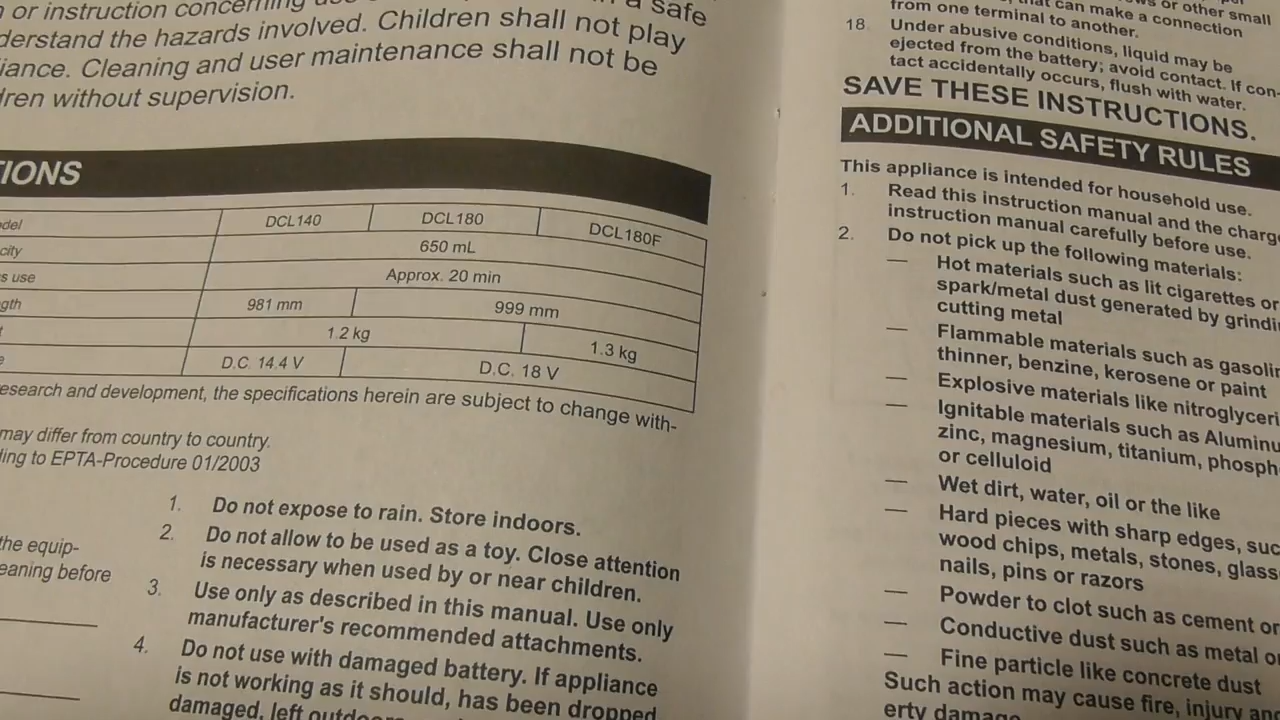 or instruction concerning use
a safe
derstand the hazards involved. Children shall not play
iance. Cleaning and user maintenance shall not be
dren without supervision.
IONS
odel DCL140 DCL180 DCL180F
city 650 mL
s use Approx. 20 min
gth 981 mm 999 mm
t 1.2 kg 1.3 kg
e D.C. 14.4 V D.C. 18 V
esearch and development, the specifications herein are subject to change with-
may differ from country to country.
ding to EPTA-Procedure 01/2003
the equip-
eaning before
1. Do not expose to rain. Store indoors.
2. Do not allow to be used as a toy. Close attention
is necessary when used by or near children.
3. Use only as described in this manual. Use only
manufacturer's recommended attachments.
4. Do not use with damaged battery. If appliance
is not working as it should, has been dropped
damaged, left outdoors
or other small
that can make a connection
from one terminal to another.
18. Under abusive conditions, liquid may be
ejected from the battery; avoid contact. If con-
tact accidentally occurs, flush with water.
SAVE THESE INSTRUCTIONS.
ADDITIONAL SAFETY RULES
This appliance is intended for household use.
1. Read this instruction manual and the charge
instruction manual carefully before use.
2. Do not pick up the following materials:
— Hot materials such as lit cigarettes or
spark/metal dust generated by grindi
cutting metal
— Flammable materials such as gasolin
thinner, benzine, kerosene or paint
— Explosive materials like nitroglyceri
— Ignitable materials such as Aluminu
zinc, magnesium, titanium, phosph
or celluloid
— Wet dirt, water, oil or the like
— Hard pieces with sharp edges, suc
wood chips, metals, stones, glass
nails, pins or razors
— Powder to clot such as cement or
— Conductive dust such as metal o
— Fine particle like concrete dust
Such action may cause fire, injury and
erty damage